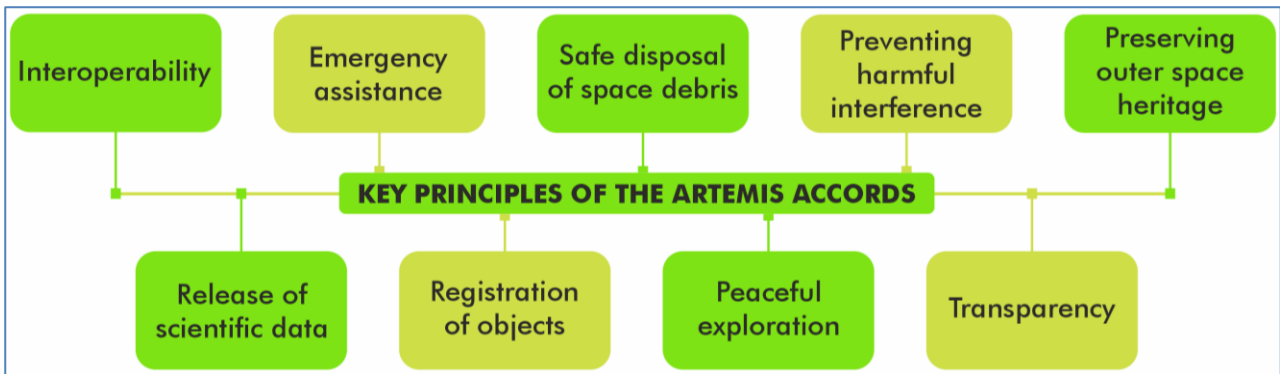 Interoperability
Emergency
assistance
Safe disposal
of space debris
Preventing
harmful
interference
Preserving
outer space
heritage
KEY PRINCIPLES OF THE ARTEMIS ACCORDS
Release of
scientific data
Registration
of objects
Peaceful
exploration
Transparency